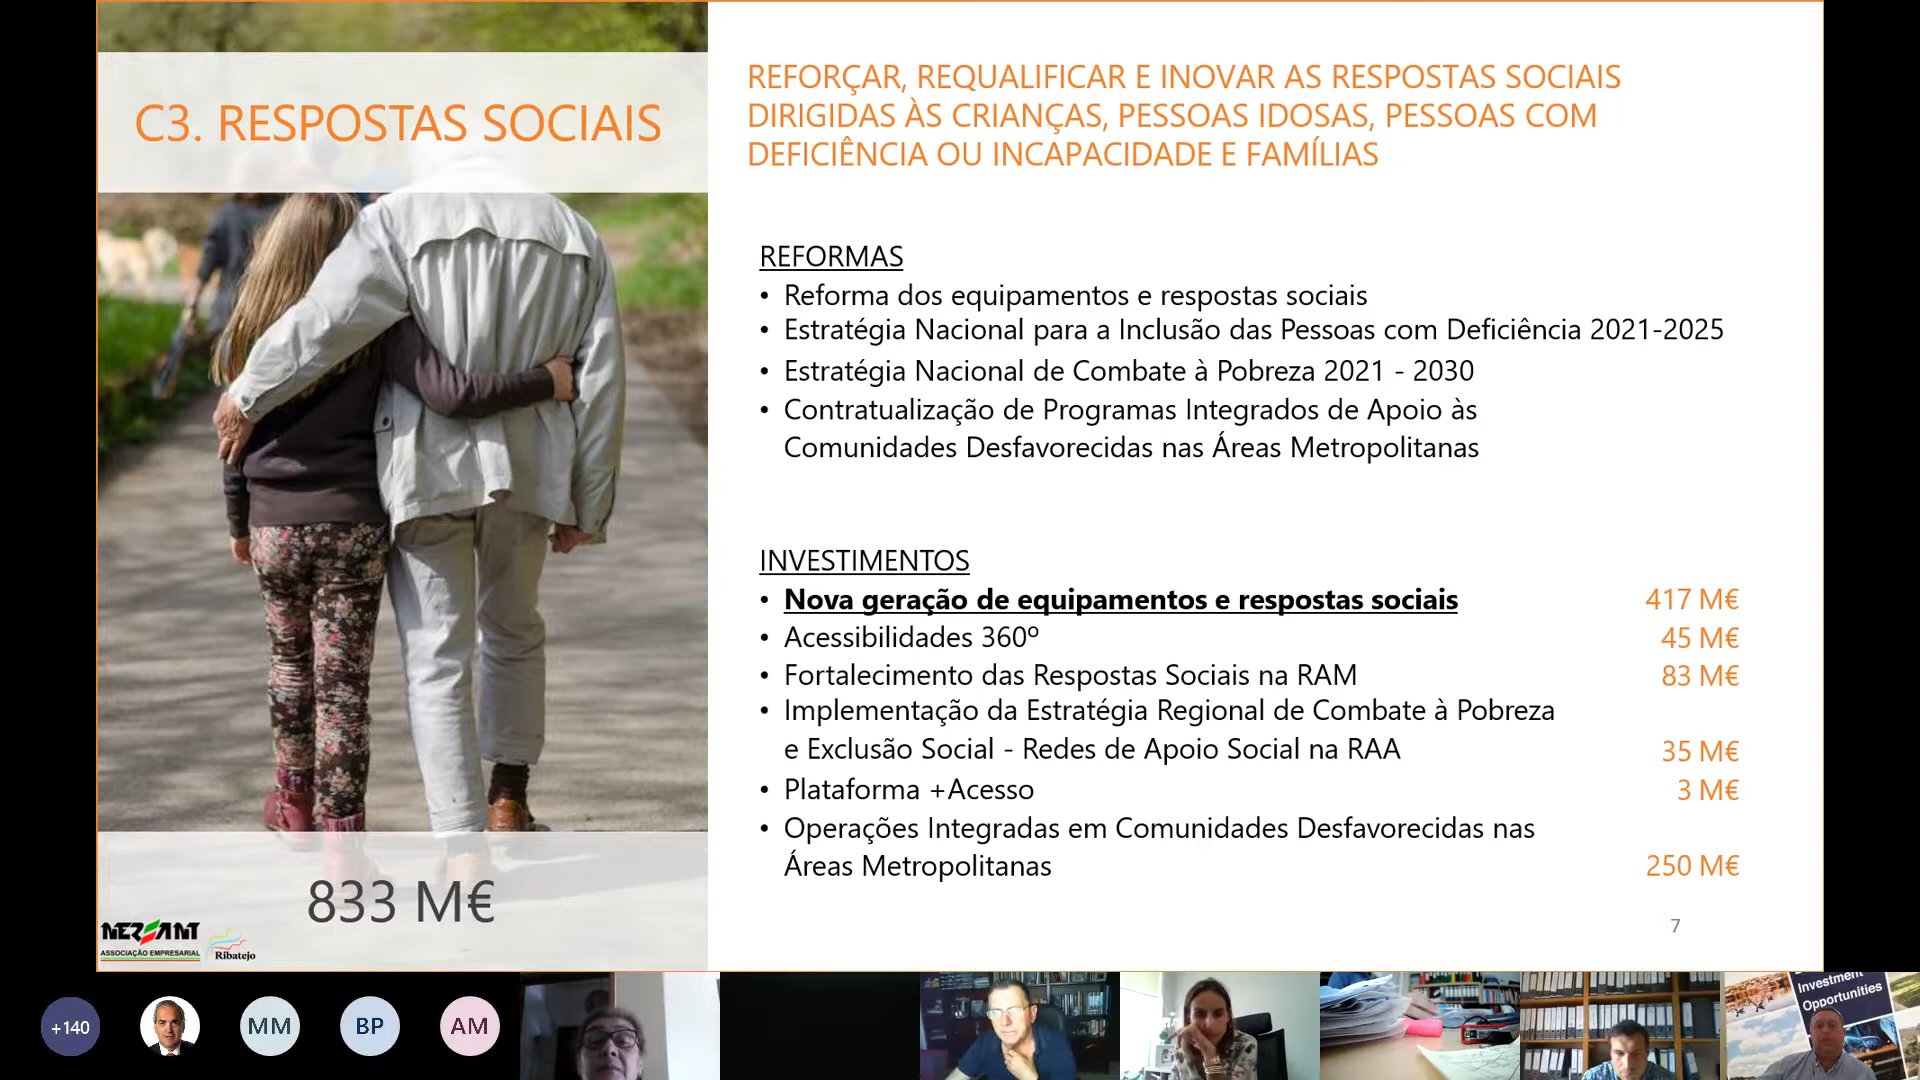 C3. RESPOSTAS SOCIAIS
833 M€
NERSANT
ASSOCIAÇÃO EMPRESARIAL
Ribatejo
REFORÇAR, REQUALIFICAR E INOVAR AS RESPOSTAS SOCIAIS
DIRIGIDAS ÀS CRIANÇAS, PESSOAS IDOSAS, PESSOAS COM
DEFICIÊNCIA OU INCAPACIDADE E FAMÍLIAS
REFORMAS
• Reforma dos equipamentos e respostas sociais
• Estratégia Nacional para a Inclusão das Pessoas com Deficiência 2021-2025
• Estratégia Nacional de Combate à Pobreza 2021 - 2030
• Contratualização de Programas Integrados de Apoio às
Comunidades Desfavorecidas nas Áreas Metropolitanas
INVESTIMENTOS
• Nova geração de equipamentos e respostas sociais 417 M€
• Acessibilidades 360º 45 M€
• Fortalecimento das Respostas Sociais na RAM 83 M€
• Implementação da Estratégia Regional de Combate à Pobreza
e Exclusão Social - Redes de Apoio Social na RAA 35 M€
• Plataforma +Acesso 3 M€
• Operações Integradas em Comunidades Desfavorecidas nas
Áreas Metropolitanas 250 M€
7
+140
MM
BP
AM
Investment
Opportunities